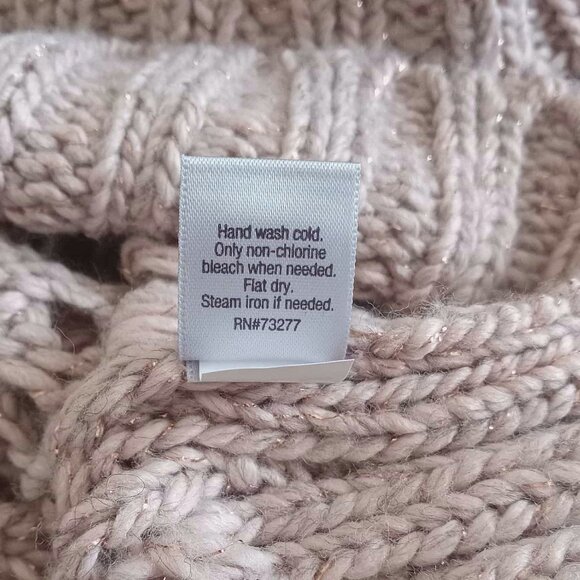 Hand wash cold.
Only non-chlorine
bleach when needed.
Flat dry.
Steam iron if needed.
RN#73277